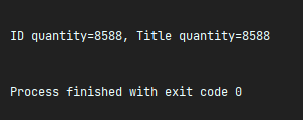 ID quantity=8588, Title quantity=8588
Process finished with exit code 0